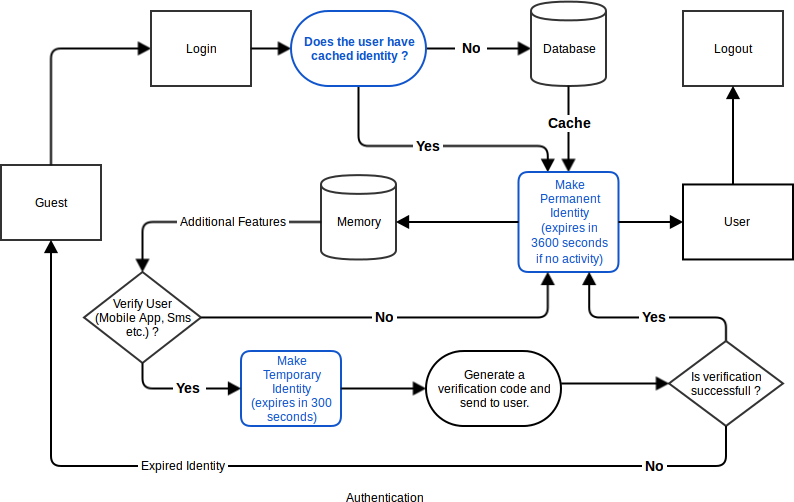 Login
Does the user have
cached identity ?
No
Database
Logout
Cache
Yes
Guest
Additional Features
Memory
Make
Permanent
Identity
(expires in
3600 seconds
if no activity)
User
Verify User
(Mobile App, Sms
etc.) ?
No
Yes
Yes
Make
Temporary
Identity
(expires in 300
seconds)
Generate a
verification code and
send to user.
Is verification
successfull ?
Expired Identity
No
Authentication